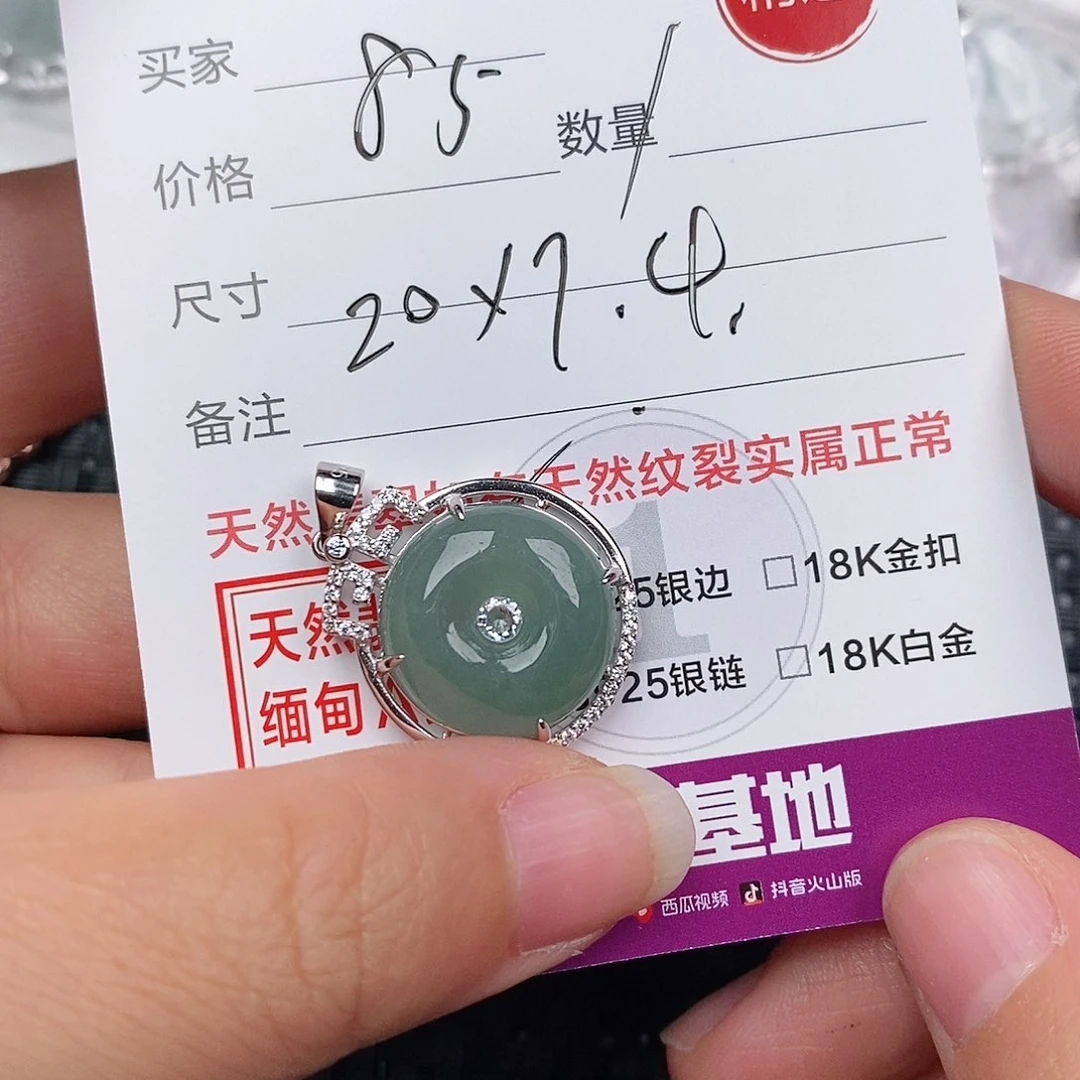 买家
85 数量
价格
尺寸 20×7.4.
备注
天然 天然纹裂实属正常
天然 5银边 □18K金扣
缅甸 25银链 □18K白金
基地
西瓜视频 抖音火山版